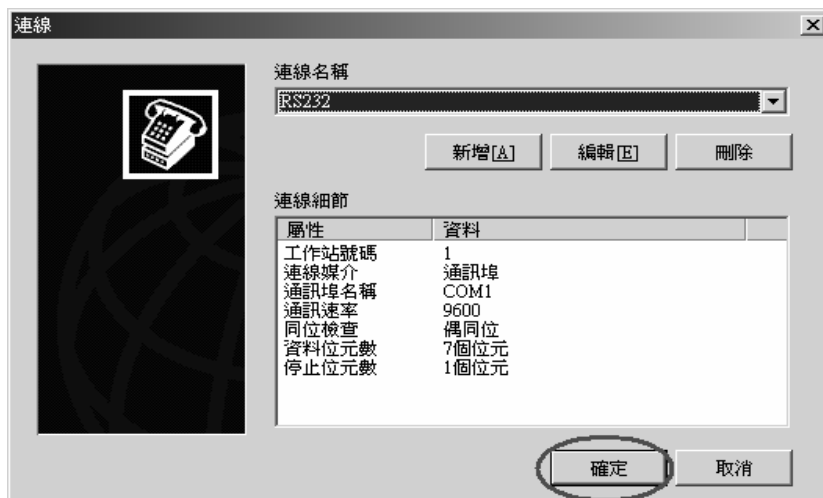 連線
連線名稱
RS232
新增[A] 編輯[E] 刪除
連線細節
屬性 資料
工作站號碼 1
連線媒介 通訊埠
通訊埠名稱 COM1
通訊速率 9600
同位檢查 偶同位
資料位元數 7個位元
停止位元數 1個位元
確定 取消